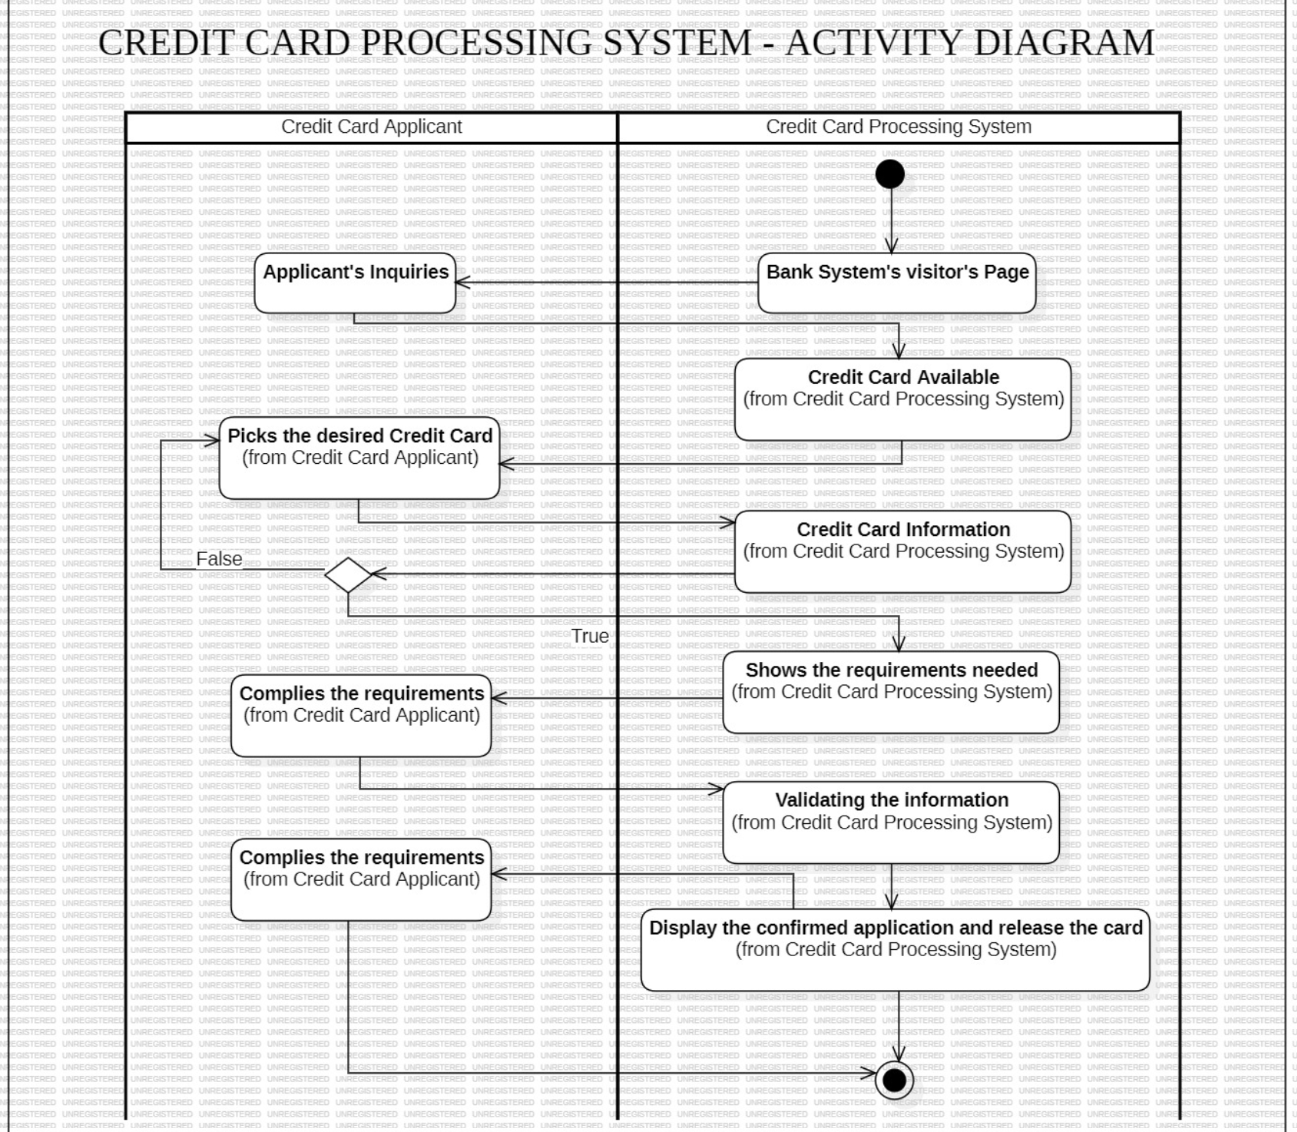 CREDIT CARD PROCESSING SYSTEM - ACTIVITY DIAGRAM
Credit Card Applicant
Credit Card Processing System
Applicant's Inquiries
Bank System's visitor's Page
Credit Card Available
(from Credit Card Processing System)
Picks the desired Credit Card
(from Credit Card Applicant)
Credit Card Information
(from Credit Card Processing System)
False
True
Shows the requirements needed
(from Credit Card Processing System)
Complies the requirements
(from Credit Card Applicant)
Validating the information
(from Credit Card Processing System)
Complies the requirements
(from Credit Card Applicant)
Display the confirmed application and release the card
(from Credit Card Processing System)
UNREGISTERED